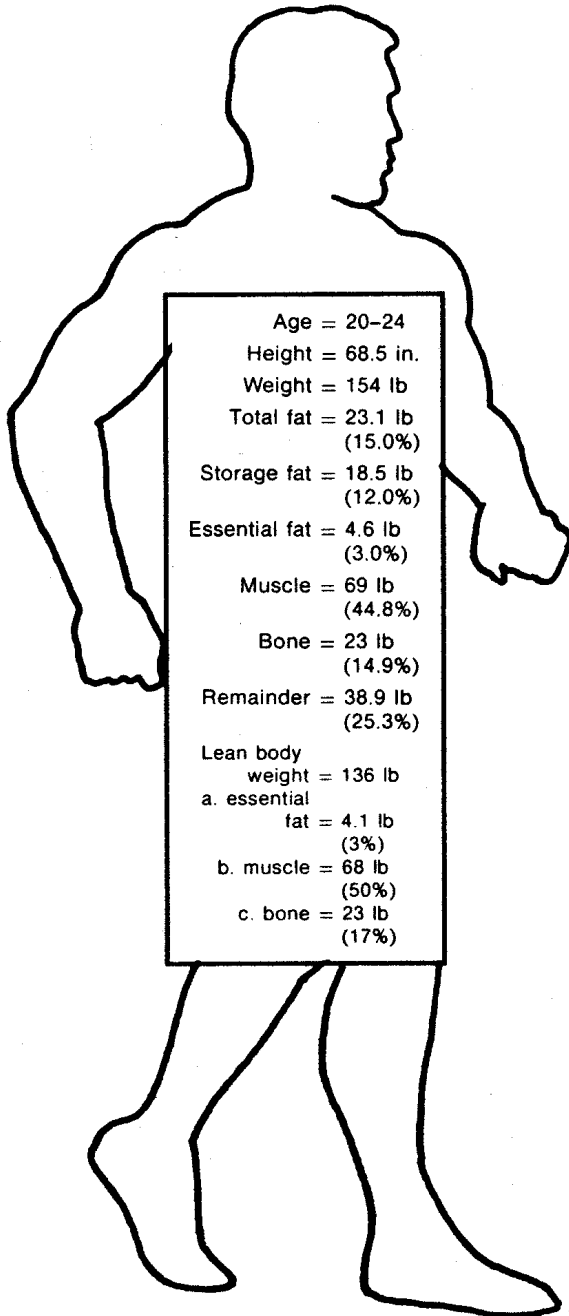 Age = 20–24
Height = 68.5 in.
Weight = 154 lb
Total fat = 23.1 lb
(15.0%)
Storage fat = 18.5 lb
(12.0%)
Essential fat = 4.6 lb
(3.0%)
Muscle = 69 lb
(44.8%)
Bone = 23 lb
(14.9%)
Remainder = 38.9 lb
(25.3%)
Lean body
weight = 136 lb
a. essential
fat = 4.1 lb
(3%)
b. muscle = 68 lb
(50%)
c. bone = 23 lb
(17%)